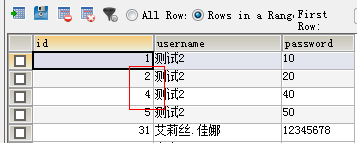 All Row: Rows in a Rang First Row:
id username password
1 测试2 10
2 测试2 20
4 测试2 40
5 测试2 50
31 艾莉丝.佳娜 12345678